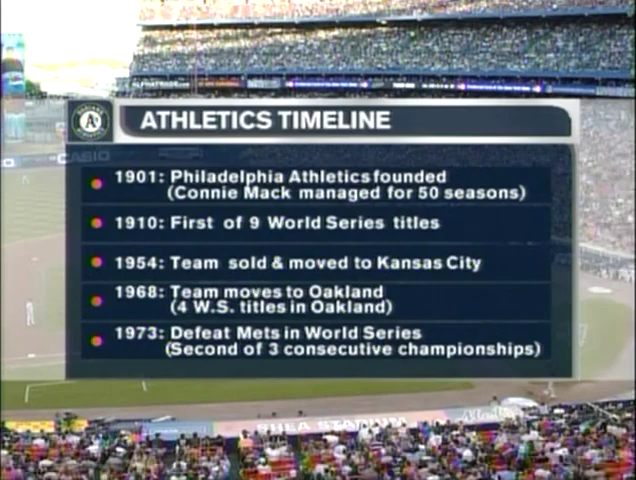 ALPHATRADE
CASIO
A's
ATHLETICS TIMELINE
1901: Philadelphia Athletics founded
(Connie Mack managed for 50 seasons)
1910: First of 9 World Series titles
1954: Team sold & moved to Kansas City
1968: Team moves to Oakland
(4 W.S. titles in Oakland)
1973: Defeat Mets in World Series
(Second of 3 consecutive championships)
SHEA STADIUM